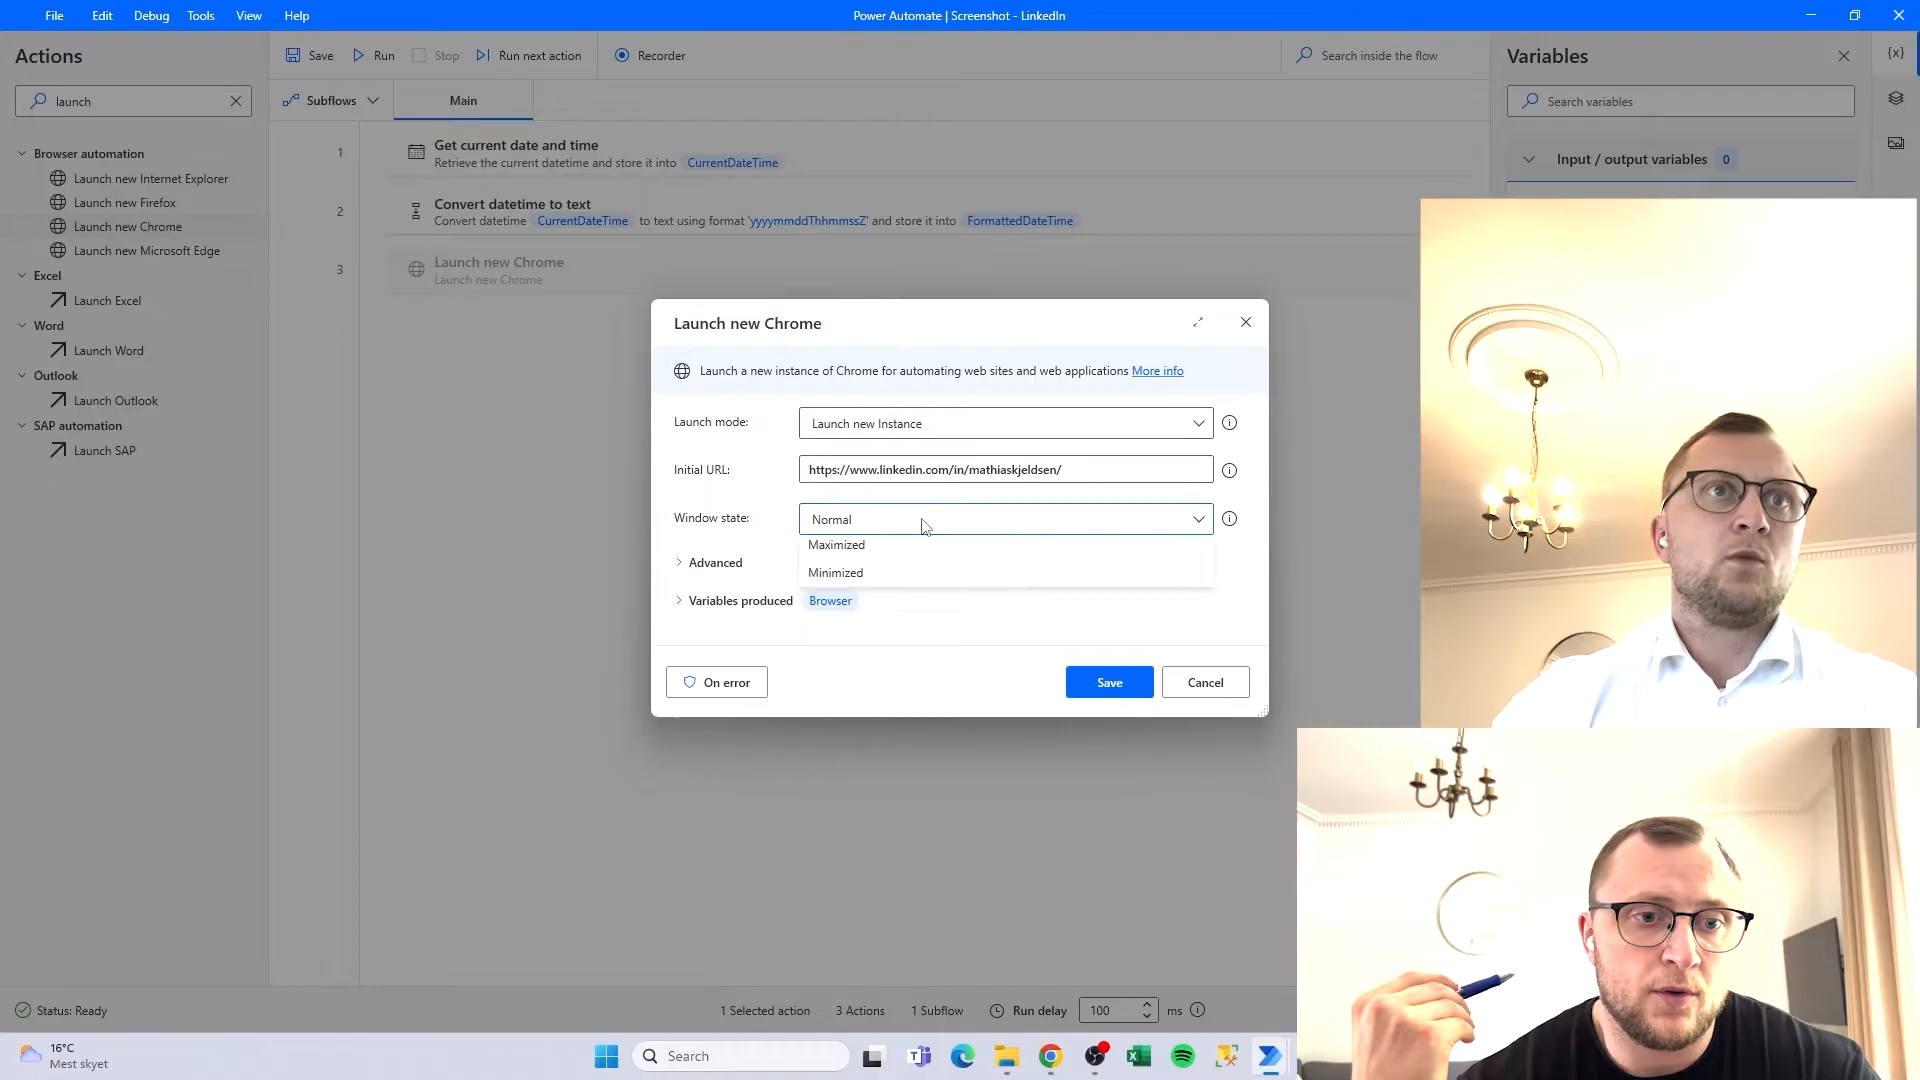 File Edit Debug Tools View Help
Power Automate | Screenshot - LinkedIn
Actions
launch
Browser automation
Launch new Internet Explorer
Launch new Firefox
Launch new Chrome
Launch new Microsoft Edge
Excel
Launch Excel
Word
Launch Word
Outlook
Launch Outlook
SAP automation
Launch SAP
Save Run Stop Run next action Recorder
Search inside the flow
Subflows Main
1 Get current date and time
Retrieve the current datetime and store it into CurrentDateTime
2 Convert datetime to text
Convert datetime CurrentDateTime to text using format 'yyyymmddThhmmssZ' and store it into FormattedDateTime
3 Launch new Chrome
Launch new Chrome
Launch new Chrome
Launch a new instance of Chrome for automating web sites and web applications More info
Launch mode: Launch new Instance
Initial URL: https://www.linkedin.com/in/mathiaskjeldsen/
Window state: Normal
Maximized
Minimized
Advanced
Variables produced Browser
On error
Save
Cancel
Variables
{x}
Search variables
Input / output variables 0
Status: Ready
1 Selected action 3 Actions 1 Subflow Run delay 100 ms
16°C
Mest skyet
Search